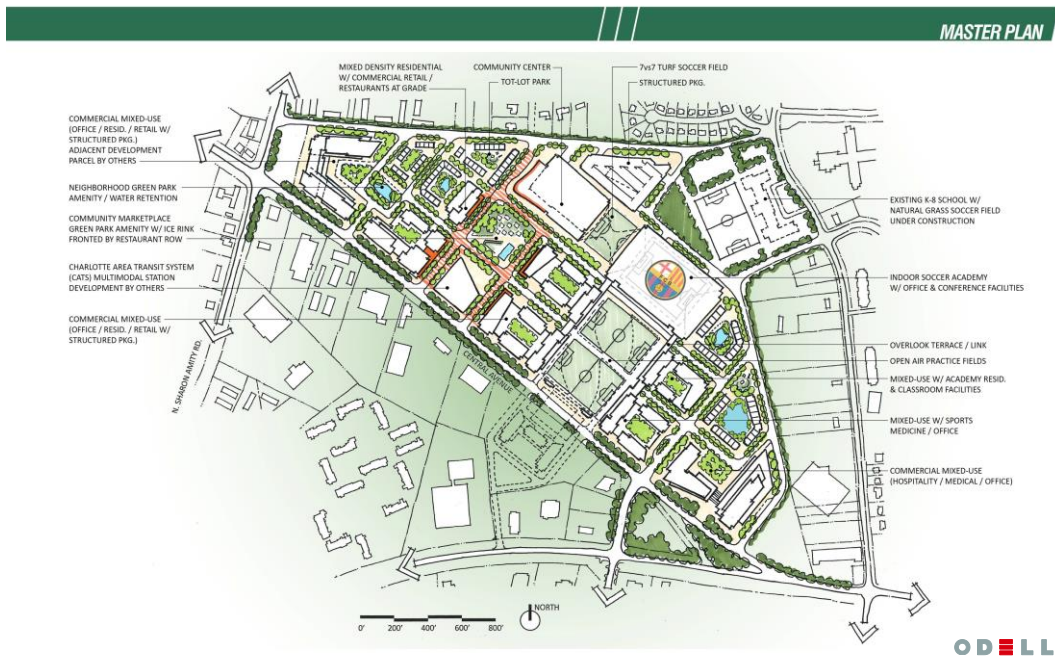 MASTER PLAN
MIXED DENSITY RESIDENTIAL
W/ COMMERCIAL RETAIL /
RESTAURANTS AT GRADE
COMMUNITY CENTER
TOT-LOT PARK
7vs7 TURF SOCCER FIELD
STRUCTURED PKG.
COMMERCIAL MIXED-USE
(OFFICE / RESID. / RETAIL W/
STRUCTURED PKG.)
ADJACENT DEVELOPMENT
PARCEL BY OTHERS
NEIGHBORHOOD GREEN PARK
AMENITY / WATER RETENTION
COMMUNITY MARKETPLACE
GREEN PARK AMENITY W/ ICE RINK
FRONTED BY RESTAURANT ROW
CHARLOTTE AREA TRANSIT SYSTEM
(CATS) MULTIMODAL STATION
DEVELOPMENT BY OTHERS
COMMERCIAL MIXED-USE
(OFFICE / RESID. / RETAIL W/
STRUCTURED PKG.)
N. SHARON AMITY RD.
CENTRAL AVENUE
EXISTING K-8 SCHOOL W/
NATURAL GRASS SOCCER FIELD
UNDER CONSTRUCTION
INDOOR SOCCER ACADEMY
W/ OFFICE & CONFERENCE FACILITIES
OVERLOOK TERRACE / LINK
OPEN AIR PRACTICE FIELDS
MIXED-USE W/ ACADEMY RESID.
& CLASSROOM FACILITIES
MIXED-USE W/ SPORTS
MEDICINE / OFFICE
COMMERCIAL MIXED-USE
(HOSPITALITY / MEDICAL / OFFICE)
NORTH
0' 200' 400' 600' 800'
ODELL